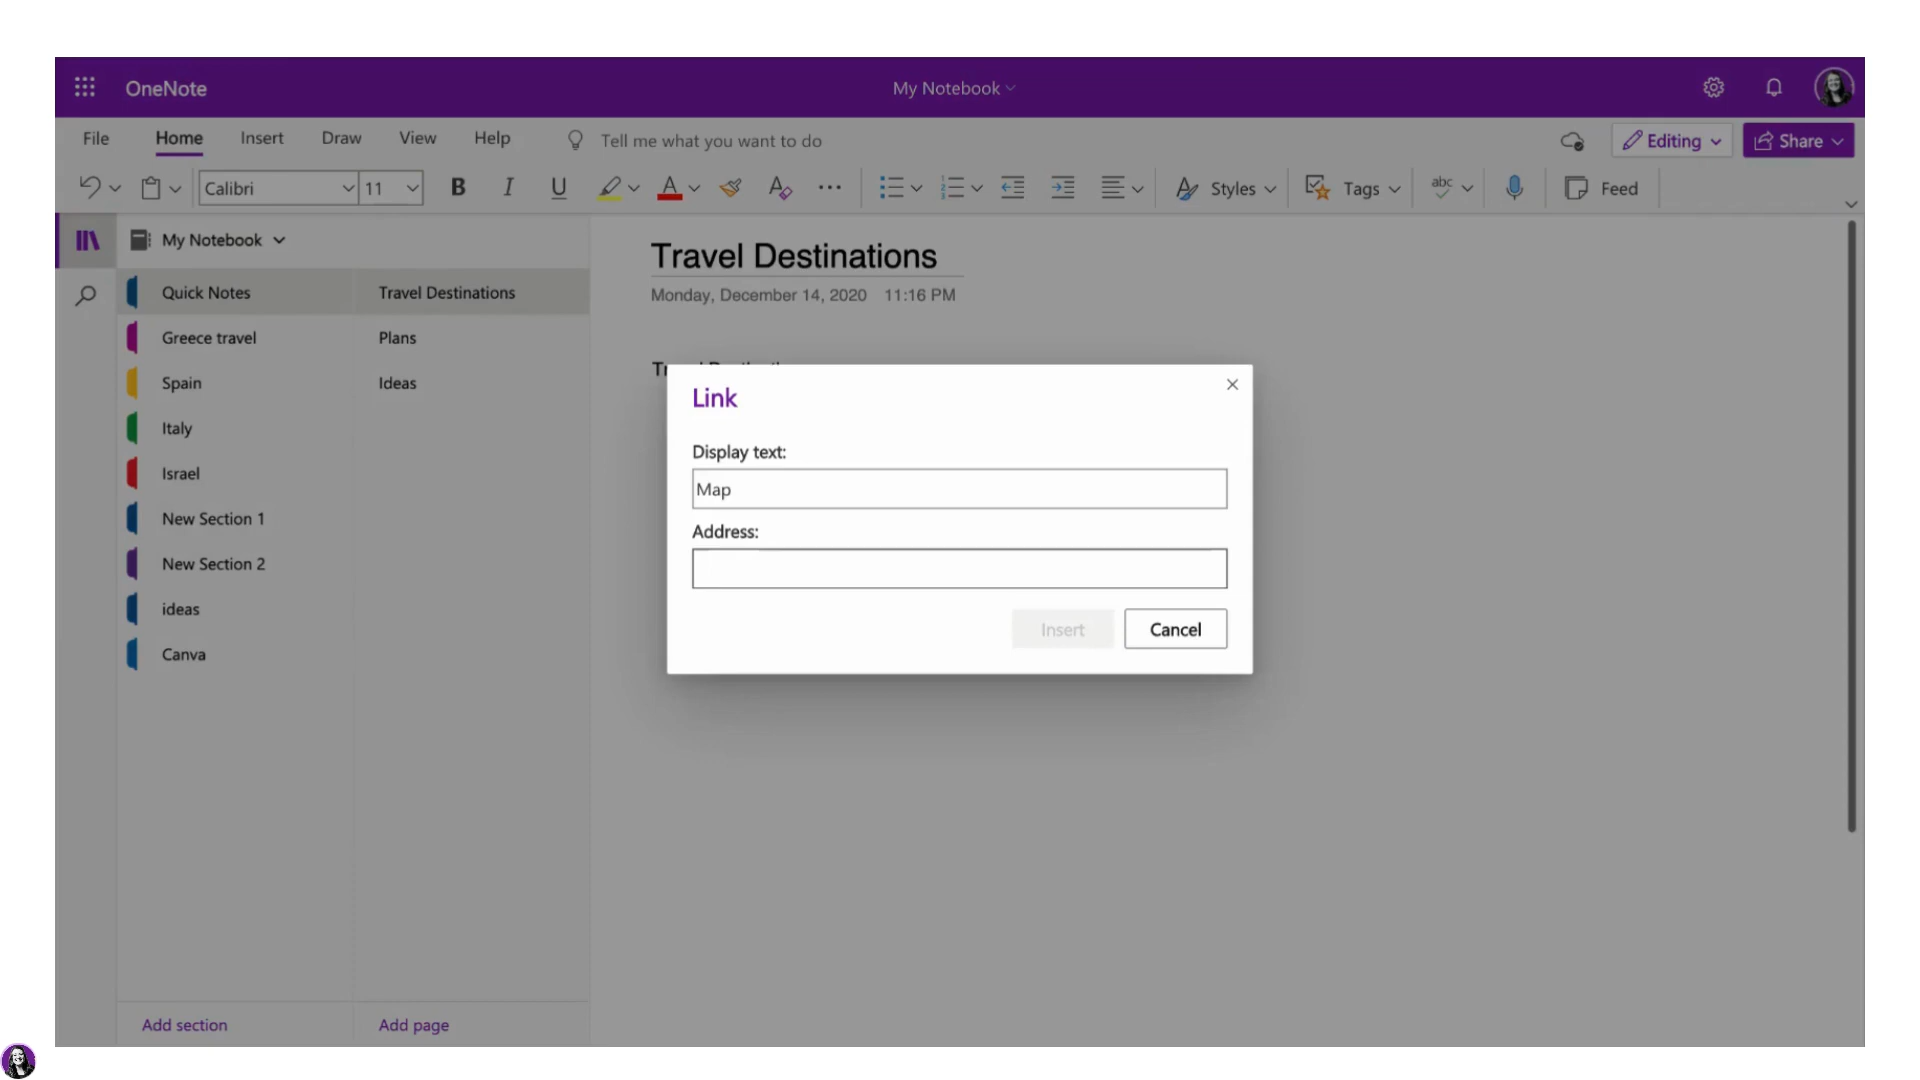 OneNote
My Notebook
File Home Insert Draw View Help Tell me what you want to do Editing Share
Calibri 11 B I U A A abc Styles Tags Feed
My Notebook
Quick Notes
Greece travel
Spain
Italy
Israel
New Section 1
New Section 2
ideas
Canva
Add section
Travel Destinations
Plans
Ideas
Add page
Travel Destinations
Monday, December 14, 2020 11:16 PM
Link
Display text:
Map
Address:
Insert Cancel